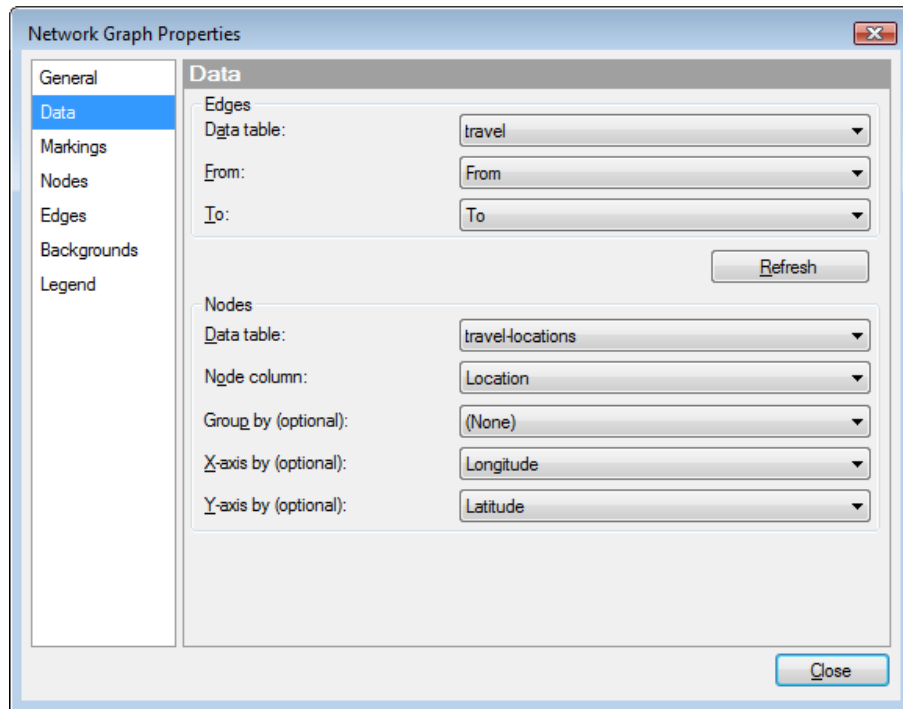 Network Graph Properties
General
Data
Markings
Nodes
Edges
Backgrounds
Legend
Data
Edges
Data table: travel
From: From
To: To
Refresh
Nodes
Data table: travel-locations
Node column: Location
Group by (optional): (None)
X-axis by (optional): Longitude
Y-axis by (optional): Latitude
Close